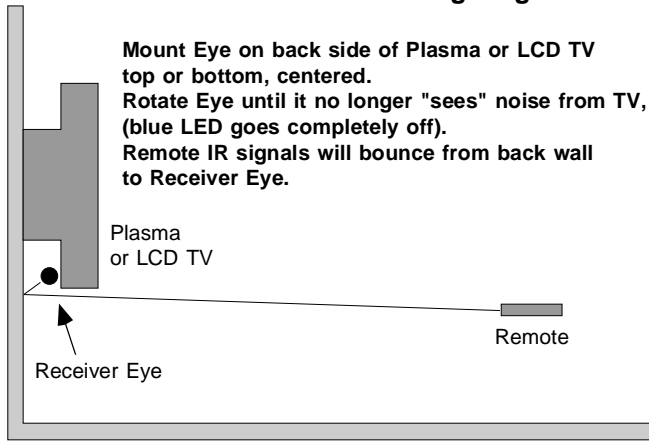 Mount Eye on back side of Plasma or LCD TV
top or bottom, centered.
Rotate Eye until it no longer "sees" noise from TV,
(blue LED goes completely off).
Remote IR signals will bounce from back wall
to Receiver Eye.
Plasma
or LCD TV
Remote
Receiver Eye